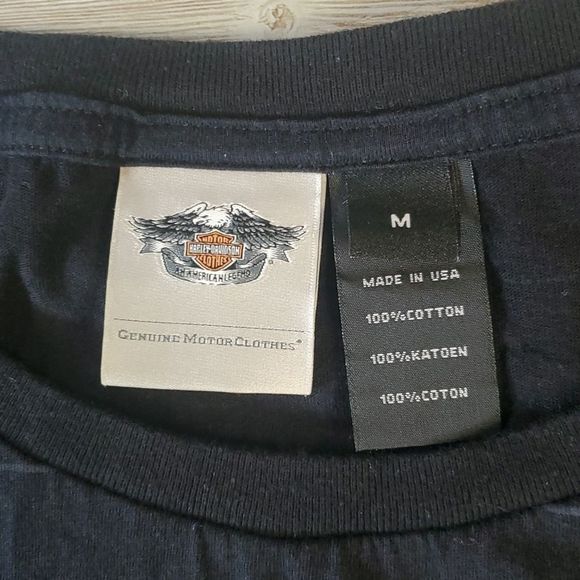 MOTOR
HARLEY-DAVIDSON
CLOTHES
AN AMERICAN LEGEND
GENUINE MOTORCLOTHES®
M
MADE IN USA
100%COTTON
100%KATOEN
100%COTON